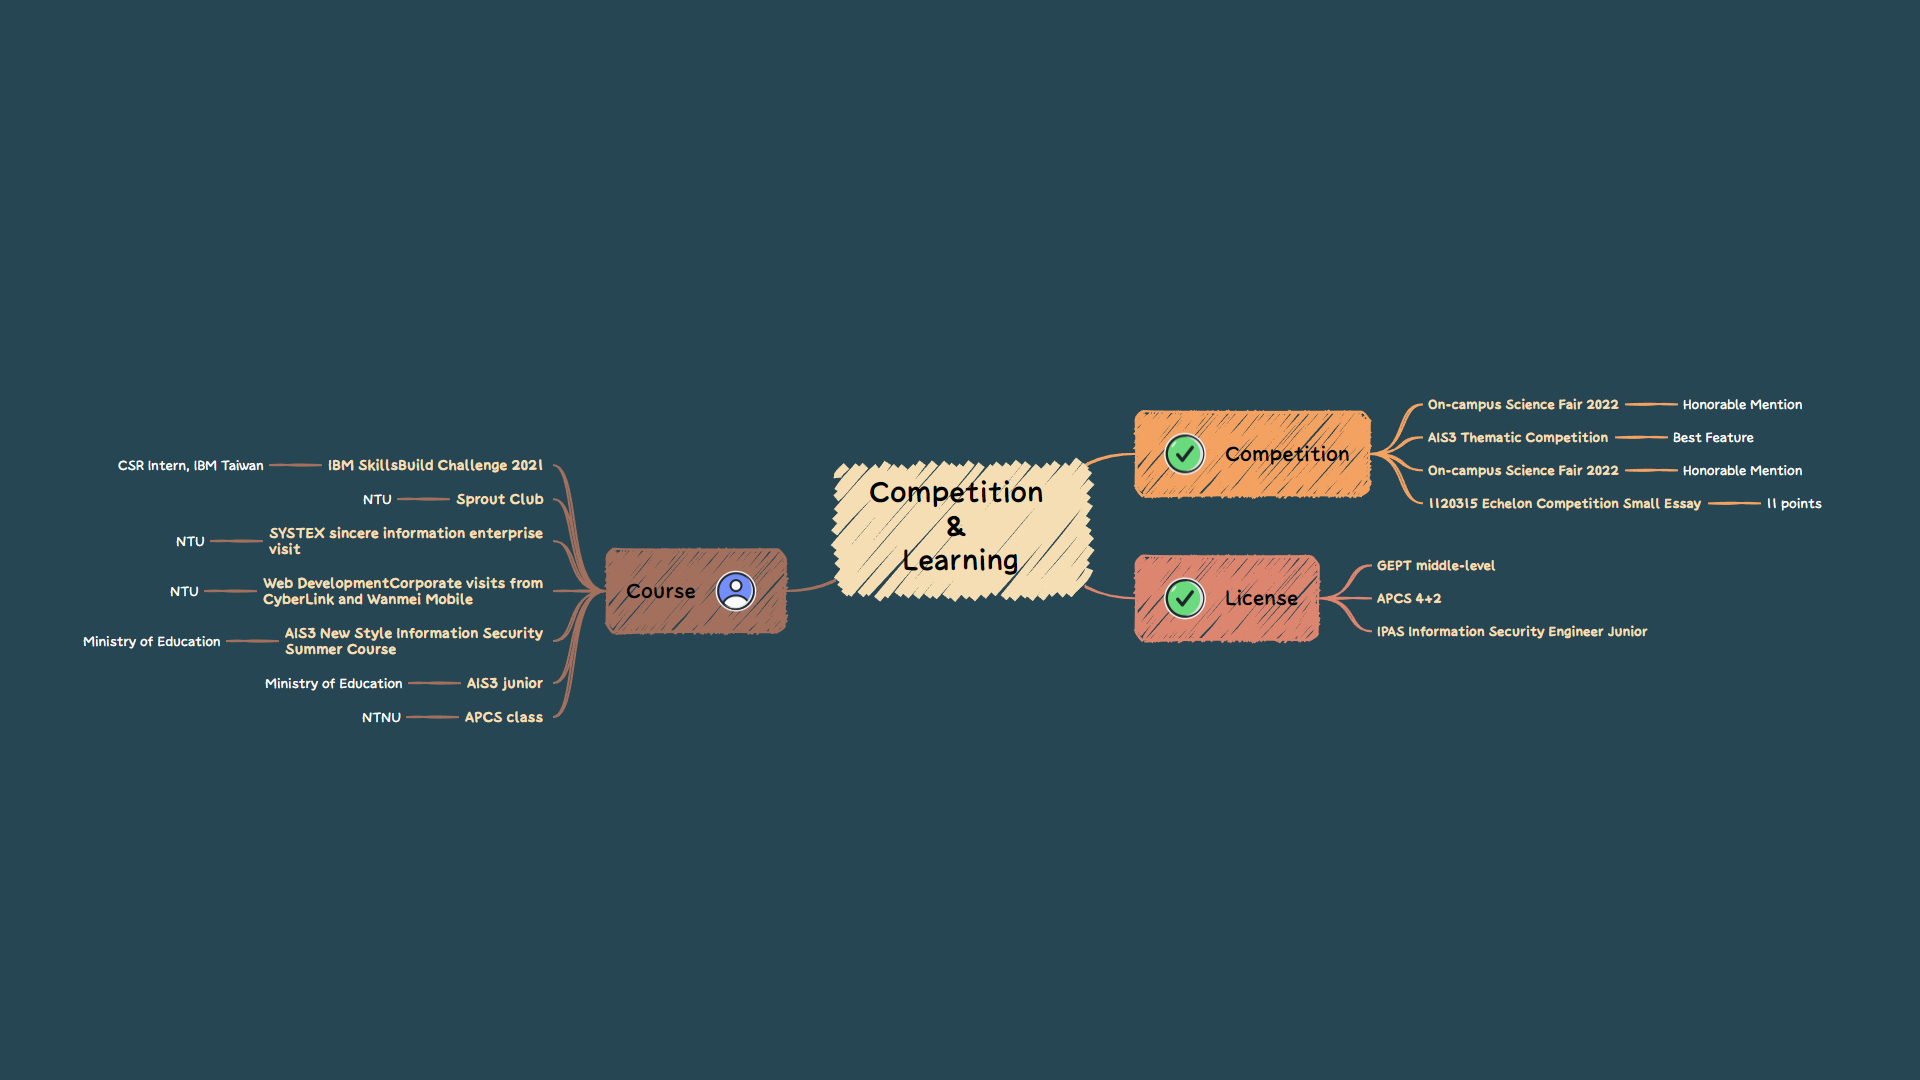 Competition
&
Learning
Competition
On-campus Science Fair 2022
Honorable Mention
AIS3 Thematic Competition
Best Feature
On-campus Science Fair 2022
Honorable Mention
1120315 Echelon Competition Small Essay
11 points
License
GEPT middle-level
APCS 4+2
IPAS Information Security Engineer Junior
Course
IBM SkillsBuild Challenge 2021
CSR Intern, IBM Taiwan
Sprout Club
NTU
SYSTEX sincere information enterprise
visit
NTU
Web DevelopmentCorporate visits from
CyberLink and Wanmei Mobile
NTU
AIS3 New Style Information Security
Summer Course
Ministry of Education
AIS3 junior
Ministry of Education
APCS class
NTNU